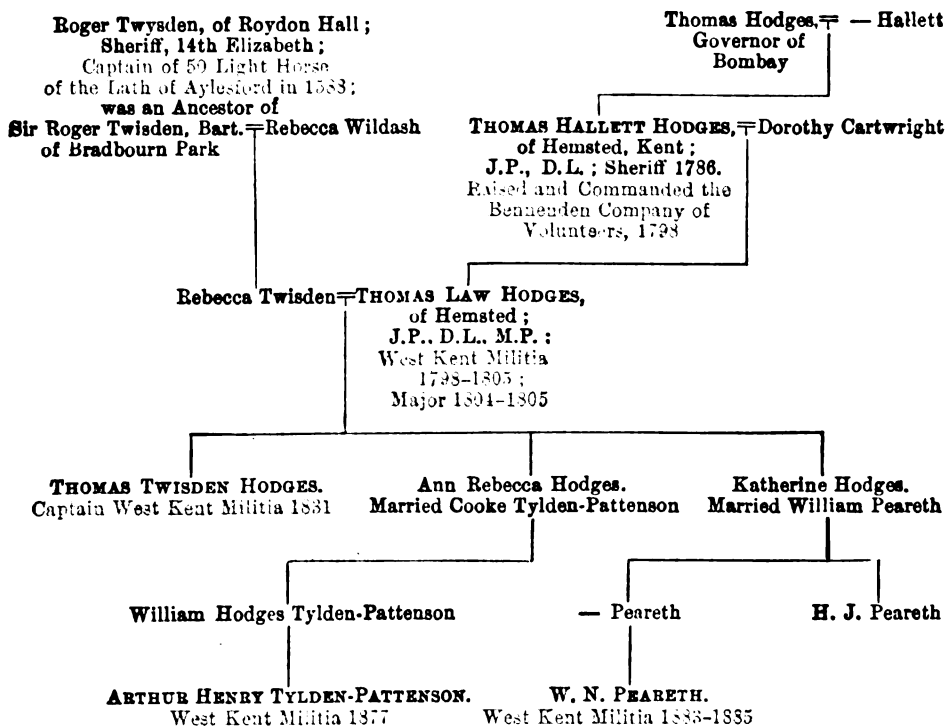 Roger Twysden, of Roydon Hall ;
Sheriff, 14th Elizabeth ;
Captain of 50 Light Horse
of the Lath of Aylesford in 1588 ;
was an Ancestor of
Sir Roger Twisden, Bart. = Rebecca Wildash
of Bradbourn Park
Thomas Hodges, = — Hallett
Governor of
Bombay
THOMAS HALLETT HODGES, = Dorothy Cartwright
of Hemsted, Kent ;
J.P., D.L. ; Sheriff 1786.
Raised and Commanded the
Bennenden Company of
Volunteers, 1798
Rebecca Twisden = THOMAS LAW HODGES,
of Hemsted ;
J.P., D.L., M.P. ;
West Kent Militia
1798-1805 ;
Major 1804-1805
THOMAS TWISDEN HODGES.
Captain West Kent Militia 1831
Ann Rebecca Hodges.
Married Cooke Tylden-Pattenson
Katherine Hodges.
Married William Peareth
William Hodges Tylden-Pattenson
— Peareth
H. J. Peareth
ARTHUR HENRY TYLDEN-PATTENSON.
West Kent Militia 1877
W. N. PEARETH.
West Kent Militia 1883-1885